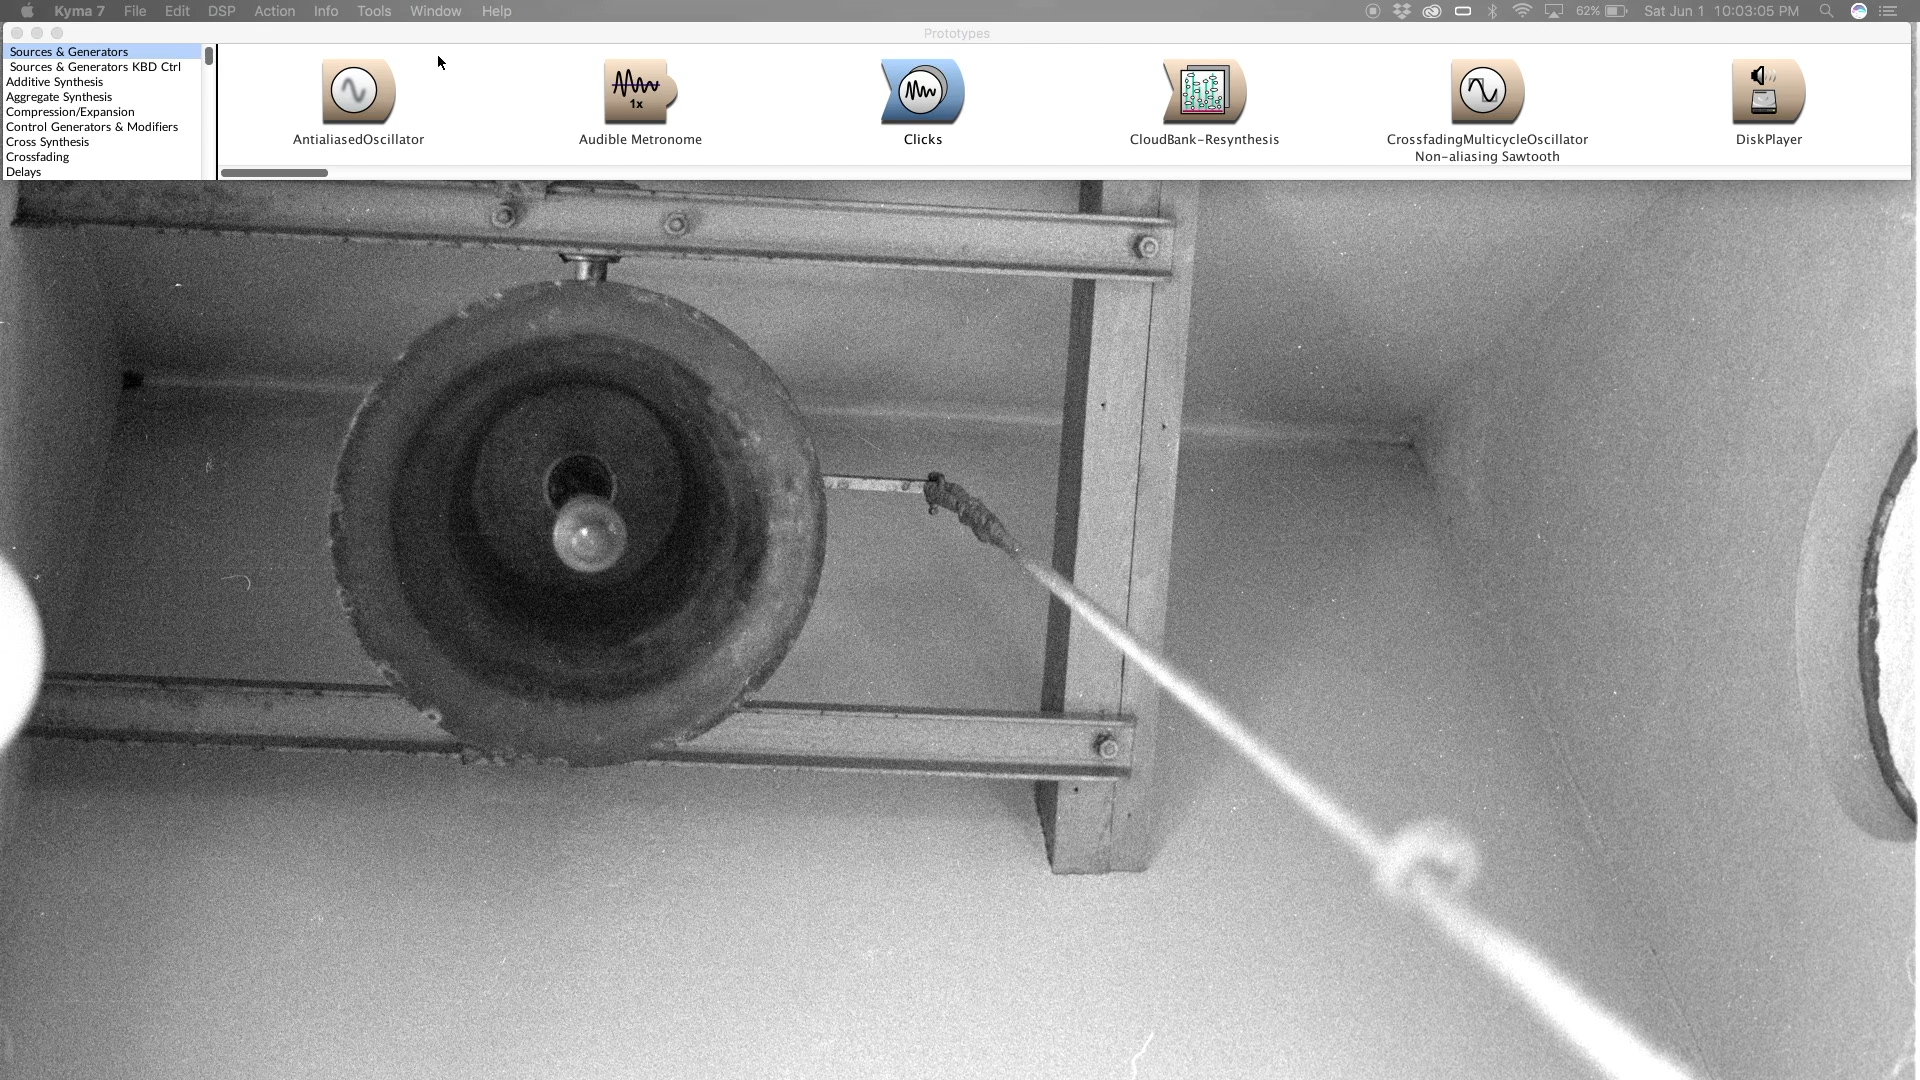 Kyma 7 File Edit DSP Action Info Tools Window Help 62% Sat Jun 1 10:03:05 PM
Prototypes
Sources & Generators
Sources & Generators KBD Ctrl
Additive Synthesis
Aggregate Synthesis
Compression/Expansion
Control Generators & Modifiers
Cross Synthesis
Crossfading
Delays
1x
AntialiasedOscillator
Audible Metronome
Clicks
CloudBank-Resynthesis
CrossfadingMulticycleOscillator
Non-aliasing Sawtooth
DiskPlayer